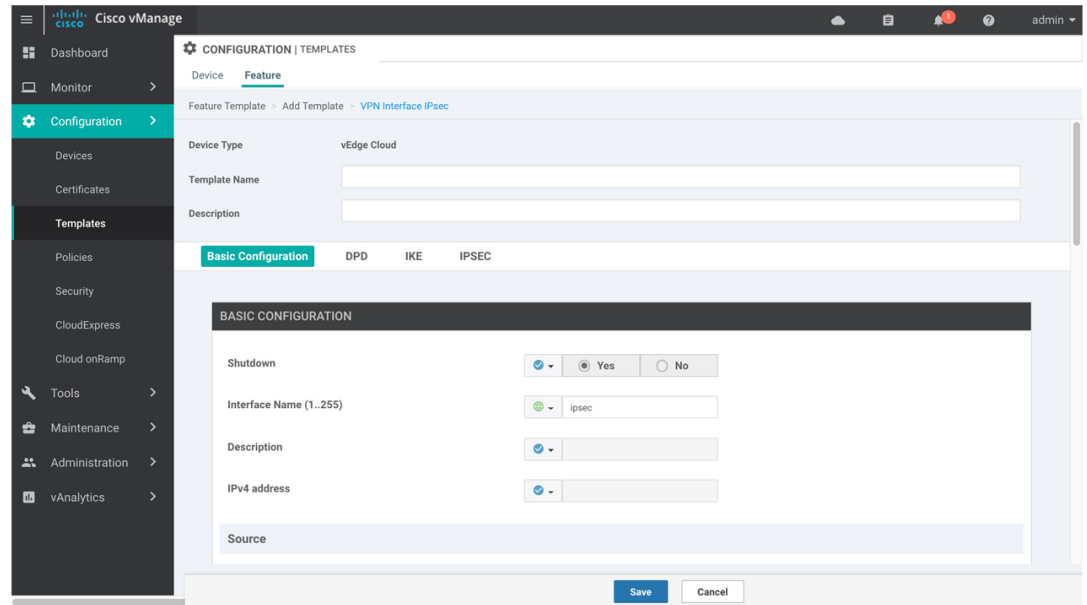 cisco Cisco vManage
1
admin
Dashboard
Monitor
Configuration
Devices
Certificates
Templates
Policies
Security
CloudExpress
Cloud onRamp
Tools
Maintenance
Administration
vAnalytics
CONFIGURATION | TEMPLATES
Device Feature
Feature Template > Add Template > VPN Interface IPsec
Device Type vEdge Cloud
Template Name
Description
Basic Configuration DPD IKE IPSEC
BASIC CONFIGURATION
Shutdown Yes No
Interface Name (1..255) ipsec
Description
IPv4 address
Source
Save Cancel